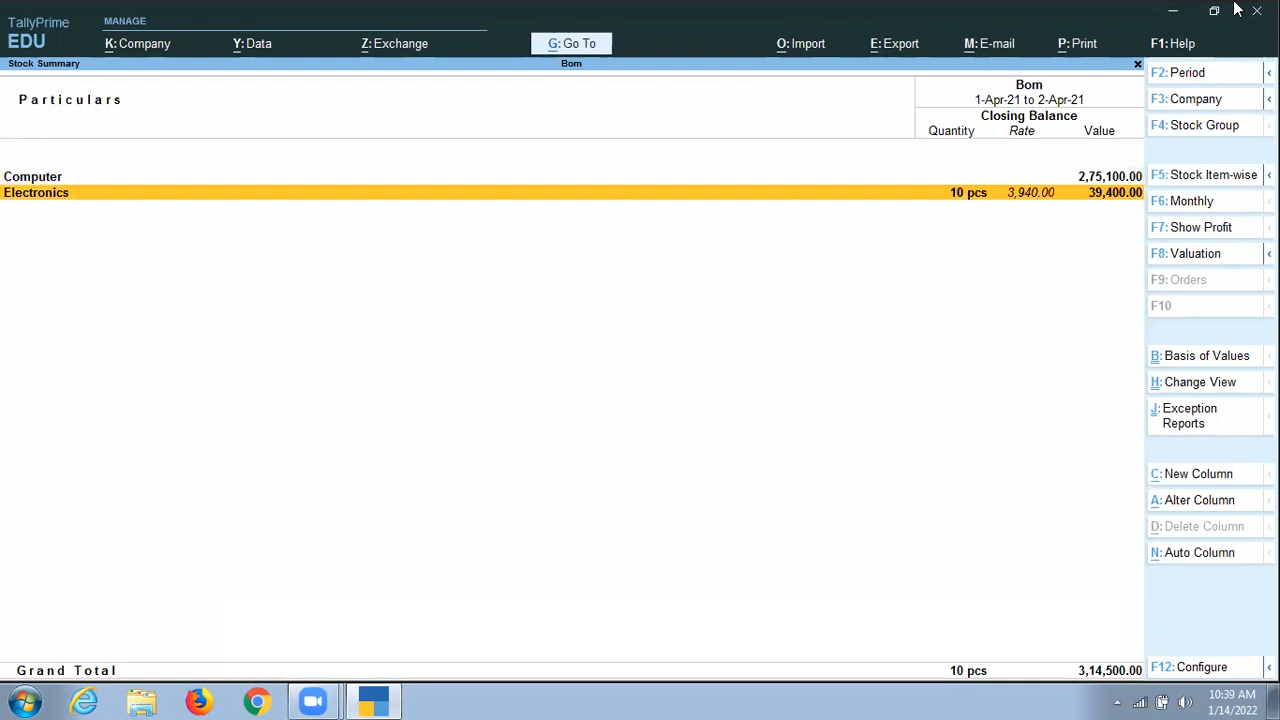 TallyPrime
EDU
MANAGE
K: Company
Y: Data
Z: Exchange
G: Go To
O: Import
E: Export
M: E-mail
P: Print
F1: Help
Stock Summary
Bom
Particulars
Bom
1-Apr-21 to 2-Apr-21
Closing Balance
Quantity Rate Value
Computer 2,75,100.00
Electronics 10 pcs 3,940.00 39,400.00
Grand Total 10 pcs 3,14,500.00
F2: Period
F3: Company
F4: Stock Group
F5: Stock Item-wise
F6: Monthly
F7: Show Profit
F8: Valuation
F9: Orders
F10
B: Basis of Values
H: Change View
J: Exception
Reports
C: New Column
A: Alter Column
D: Delete Column
N: Auto Column
F12: Configure
10:39 AM
1/14/2022